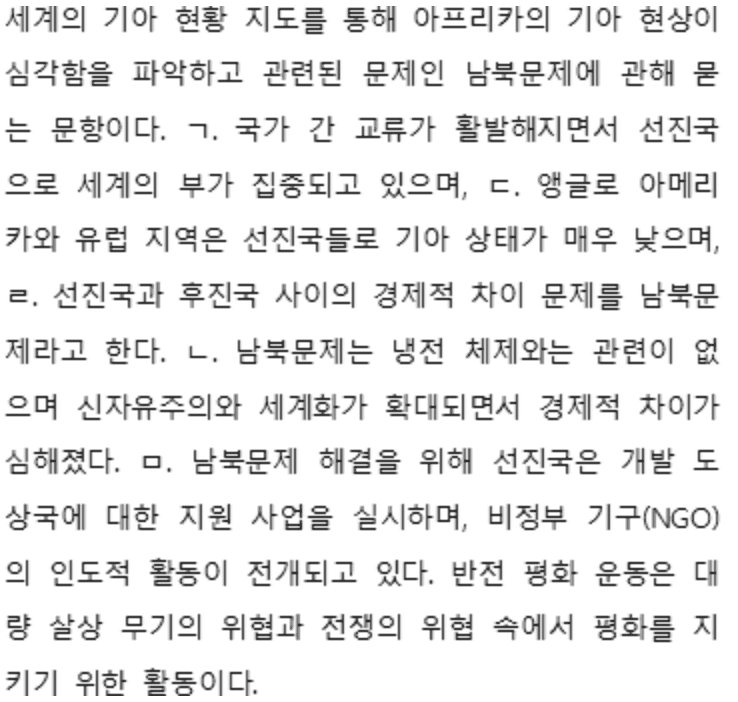 세계의 기아 현황 지도를 통해 아프리카의 기아 현상이
심각함을 파악하고 관련된 문제인 남북문제에 관해 묻
는 문항이다. ㄱ. 국가 간 교류가 활발해지면서 선진국
으로 세계의 부가 집중되고 있으며, ㄷ. 앵글로 아메리
카와 유럽 지역은 선진국들로 기아 상태가 매우 낮으며,
ㄹ. 선진국과 후진국 사이의 경제적 차이 문제를 남북문
제라고 한다. ㄴ. 남북문제는 냉전 체제와는 관련이 없
으며 신자유주의와 세계화가 확대되면서 경제적 차이가
심해졌다. ㅁ. 남북문제 해결을 위해 선진국은 개발 도
상국에 대한 지원 사업을 실시하며, 비정부 기구(NGO)
의 인도적 활동이 전개되고 있다. 반전 평화 운동은 대
량 살상 무기의 위협과 전쟁의 위협 속에서 평화를 지
키기 위한 활동이다.